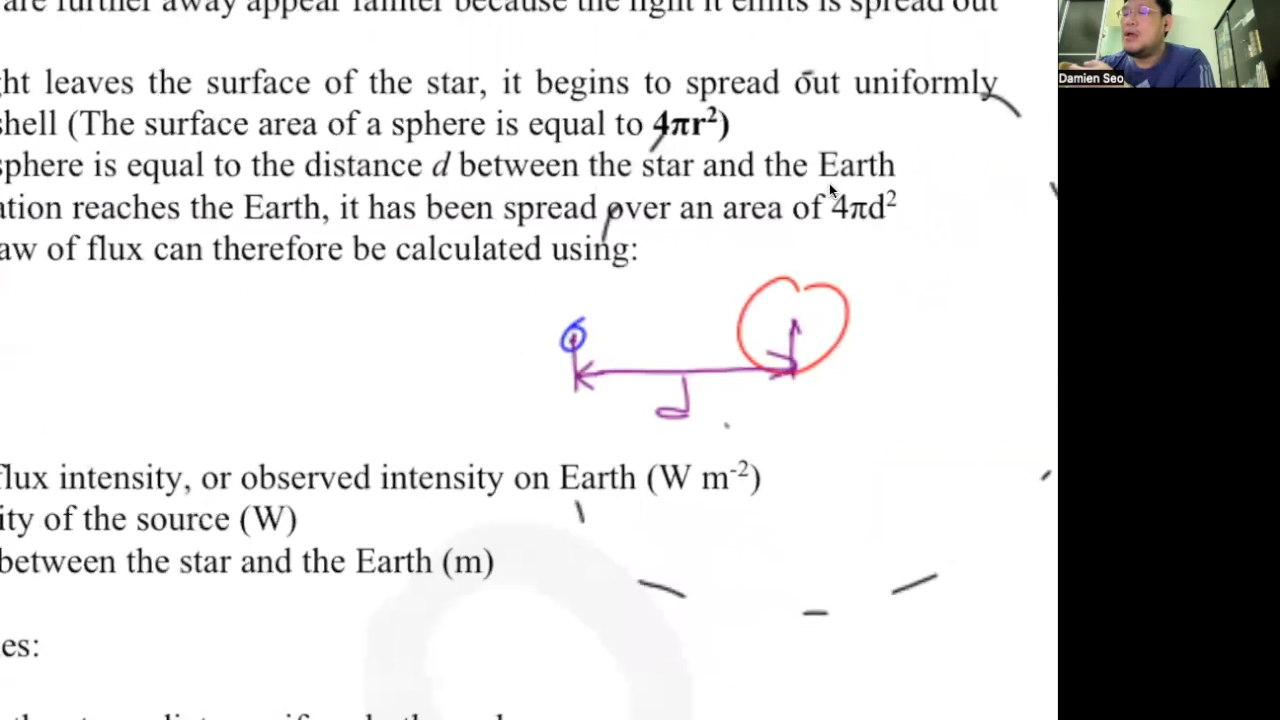 are further away appear fainter because the light it emits is spread out
ght leaves the surface of the star, it begins to spread out uniformly
shell (The surface area of a sphere is equal to 4πr²)
sphere is equal to the distance d between the star and the Earth
ation reaches the Earth, it has been spread over an area of 4πd²
aw of flux can therefore be calculated using:
d
flux intensity, or observed intensity on Earth (W m⁻²)
ity of the source (W)
between the star and the Earth (m)
es:
Damien Seo